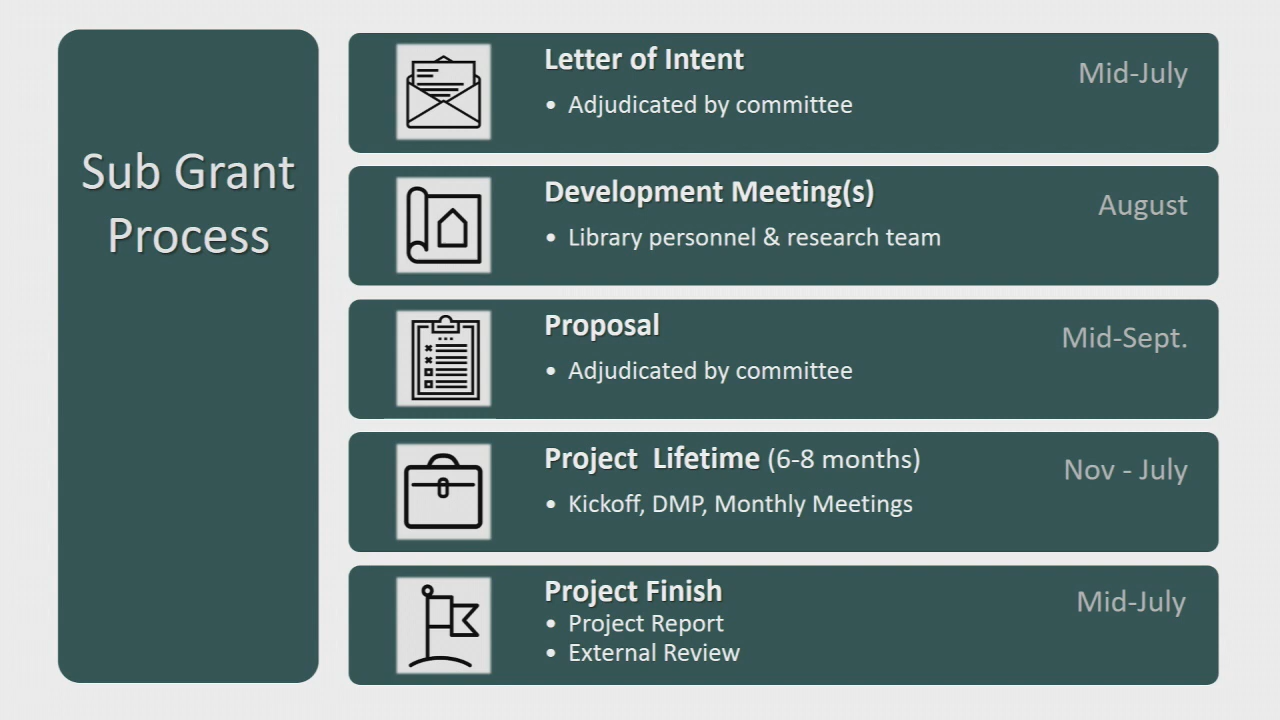 Sub Grant
Process
Letter of Intent
• Adjudicated by committee
Mid-July
Development Meeting(s)
• Library personnel & research team
August
Proposal
• Adjudicated by committee
Mid-Sept.
Project  Lifetime (6-8 months)
• Kickoff, DMP, Monthly Meetings
Nov - July
Project Finish
• Project Report
• External Review
Mid-July